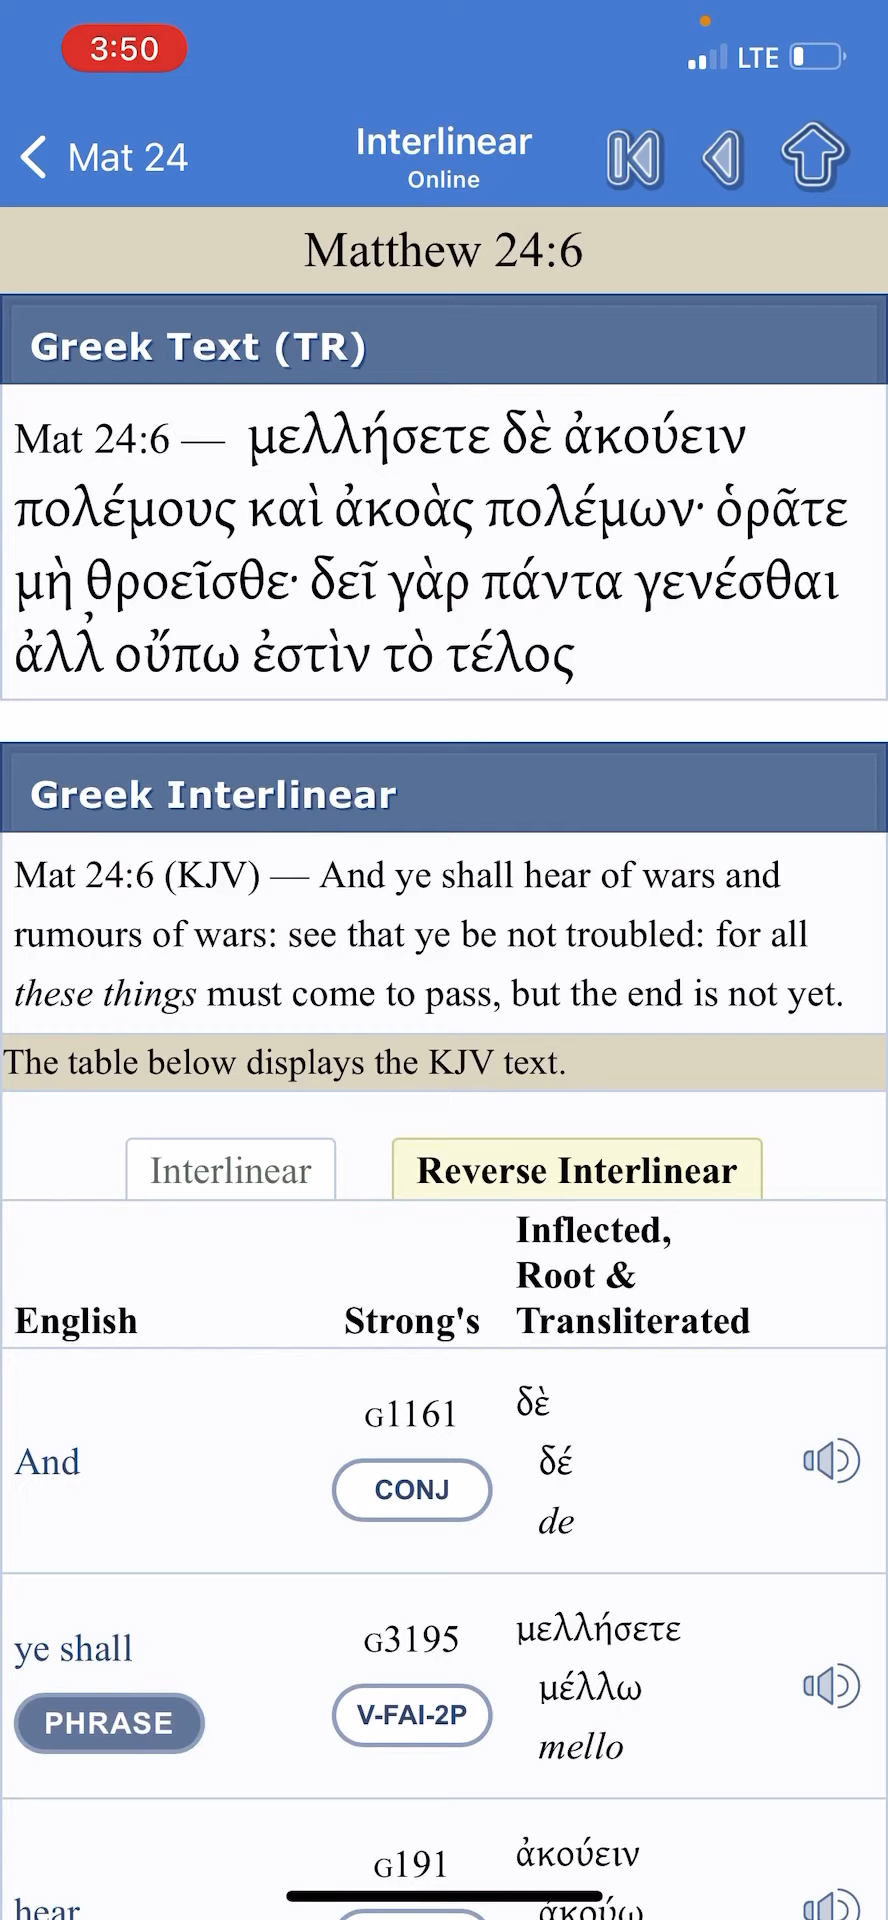 3:50 LTE
Mat 24 Interlinear
Online
Matthew 24:6
Greek Text (TR)
Mat 24:6 — μελλήσετε δὲ ἀκούειν
πολέμους καὶ ἀκοὰς πολέμων· ὁρᾶτε
μὴ θροεῖσθε· δεῖ γὰρ πάντα γενέσθαι
ἀλλ̓ οὔπω ἐστὶν τὸ τέλος
Greek Interlinear
Mat 24:6 (KJV) — And ye shall hear of wars and
rumours of wars: see that ye be not troubled: for all
these things must come to pass, but the end is not yet.
The table below displays the KJV text.
Interlinear Reverse Interlinear
English Strong's Inflected,
Root &
Transliterated
And G1161 δὲ
CONJ δέ
de
ye shall G3195 μελλήσετε
PHRASE V-FAI-2P μέλλω
mello
hear G191 ἀκούειν
ἀκούω